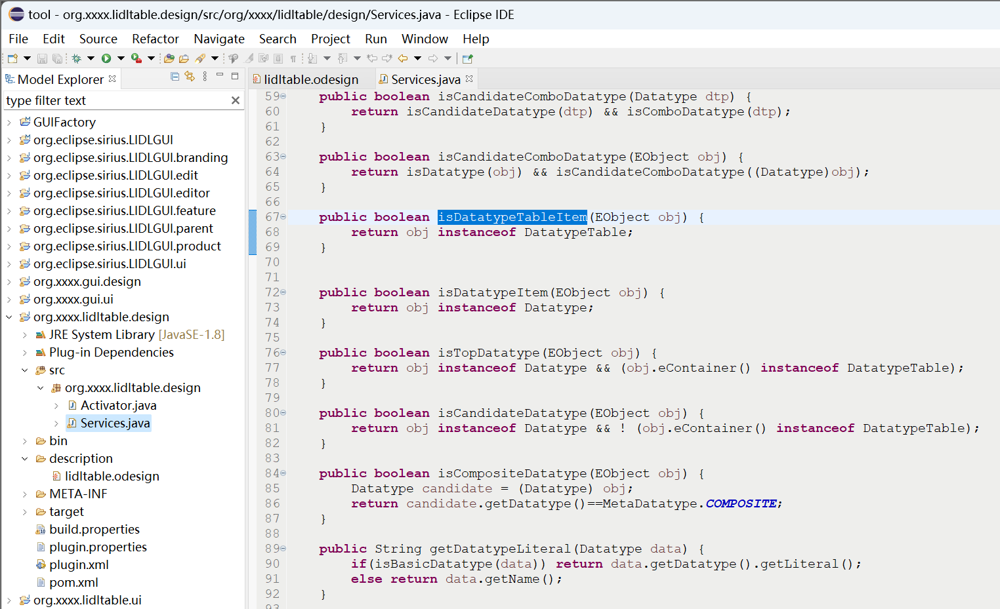 tool - org.xxxx.lidltable.design/src/org/xxxx/lidltable/design/Services.java - Eclipse IDE
File Edit Source Refactor Navigate Search Project Run Window Help
Model Explorer
type filter text
GUIFactory
org.eclipse.sirius.LIDLGUI
org.eclipse.sirius.LIDLGUI.branding
org.eclipse.sirius.LIDLGUI.edit
org.eclipse.sirius.LIDLGUI.editor
org.eclipse.sirius.LIDLGUI.feature
org.eclipse.sirius.LIDLGUI.parent
org.eclipse.sirius.LIDLGUI.product
org.eclipse.sirius.LIDLGUI.ui
org.xxxx.gui.design
org.xxxx.gui.ui
org.xxxx.lidltable.design
JRE System Library [JavaSE-1.8]
Plug-in Dependencies
src
org.xxxx.lidltable.design
Activator.java
Services.java
bin
description
lidltable.odesign
META-INF
target
build.properties
plugin.properties
plugin.xml
pom.xml
org.xxxx.lidltable.ui
lidltable.odesign Services.java
59 public boolean isCandidateComboDatatype(Datatype dtp) {
60 return isCandidateDatatype(dtp) && isComboDatatype(dtp);
61 }
62
63 public boolean isCandidateComboDatatype(EObject obj) {
64 return isDatatype(obj) && isCandidateComboDatatype((Datatype)obj);
65 }
66
67 public boolean isDatatypeTableItem(EObject obj) {
68 return obj instanceof DatatypeTable;
69 }
70
71
72 public boolean isDatatypeItem(EObject obj) {
73 return obj instanceof Datatype;
74 }
75
76 public boolean isTopDatatype(EObject obj) {
77 return obj instanceof Datatype && (obj.eContainer() instanceof DatatypeTable);
78 }
79
80 public boolean isCandidateDatatype(EObject obj) {
81 return obj instanceof Datatype && ! (obj.eContainer() instanceof DatatypeTable);
82 }
83
84 public boolean isCompositeDatatype(EObject obj) {
85 Datatype candidate = (Datatype) obj;
86 return candidate.getDatatype()==MetaDatatype.COMPOSITE;
87 }
88
89 public String getDatatypeLiteral(Datatype data) {
90 if(isBasicDatatype(data)) return data.getDatatype().getLiteral();
91 else return data.getName();
92 }
93